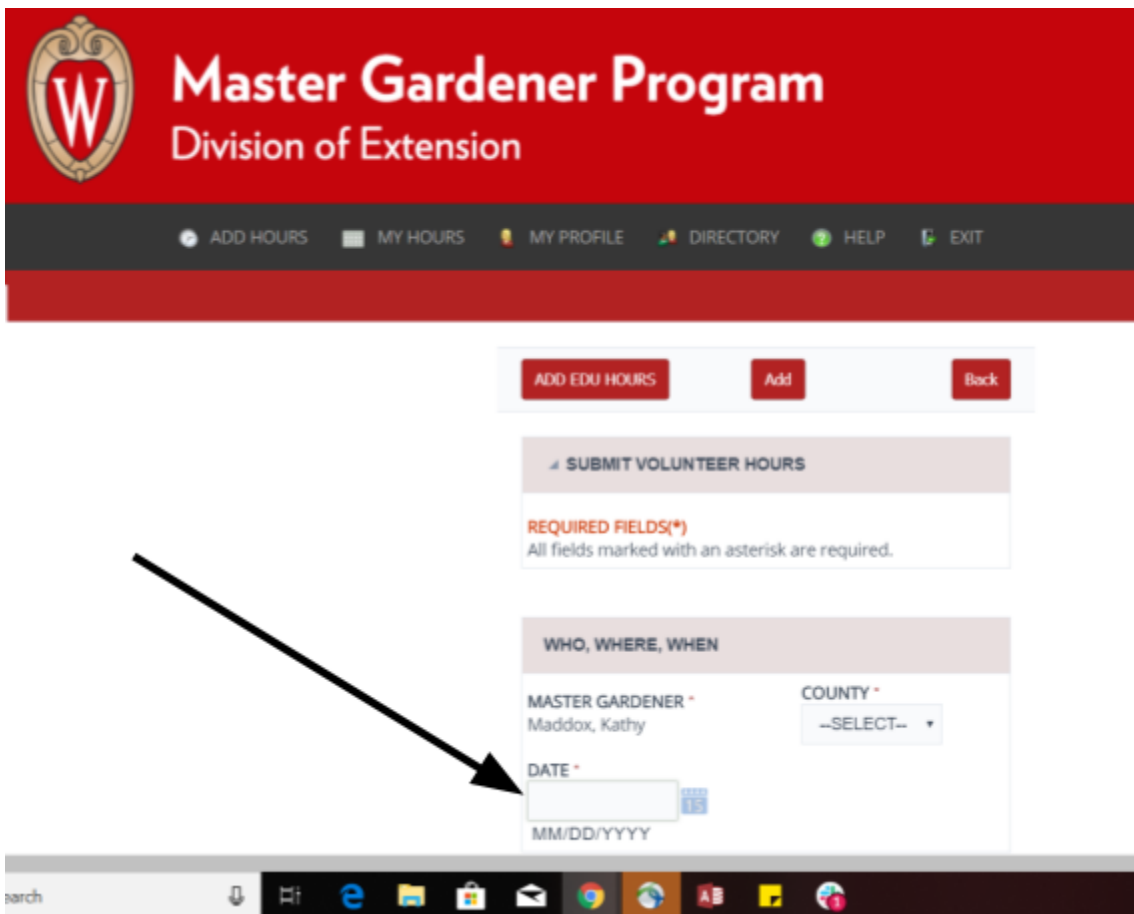 W
Master Gardener Program
Division of Extension
ADD HOURS MY HOURS MY PROFILE DIRECTORY HELP EXIT
ADD EDU HOURS Add Back
SUBMIT VOLUNTEER HOURS
REQUIRED FIELDS(*)
All fields marked with an asterisk are required.
WHO, WHERE, WHEN
MASTER GARDENER * COUNTY *
Maddox, Kathy --SELECT--
DATE *
15
MM/DD/YYYY
earch